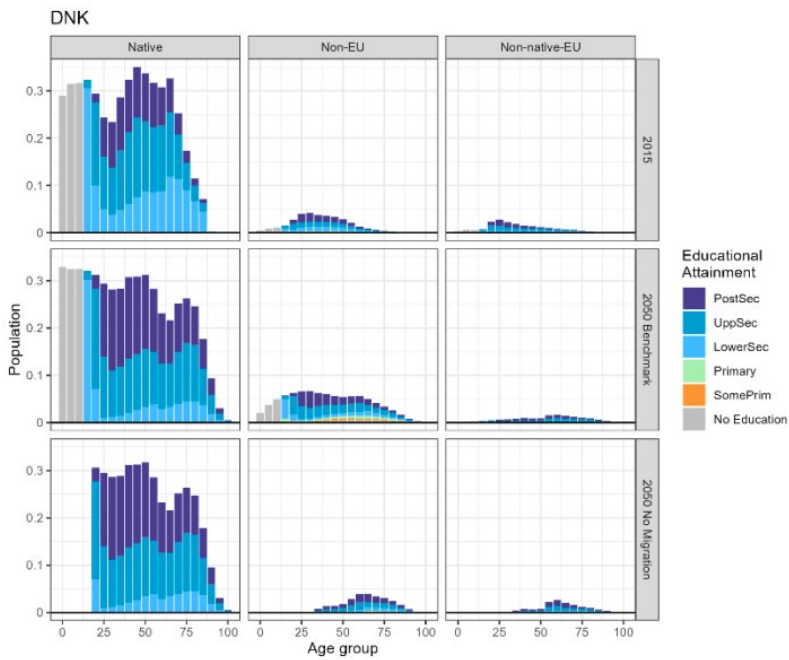 DNK
Native
Non-EU
Non-native-EU
0.3
0.2
0.1
0
2015
0.3
0.2
0.1
0
2050 Benchmark
0.3
0.2
0.1
0
2050 No Migration
Population
0 25 50 75 100
0 25 50 75 100
0 25 50 75 100
Age group
Educational
Attainment
PostSec
UppSec
LowerSec
Primary
SomePrim
No Education